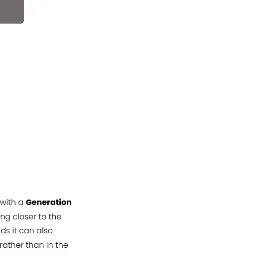 with a Generation
ng closer to the
ds it can also
rather than in the